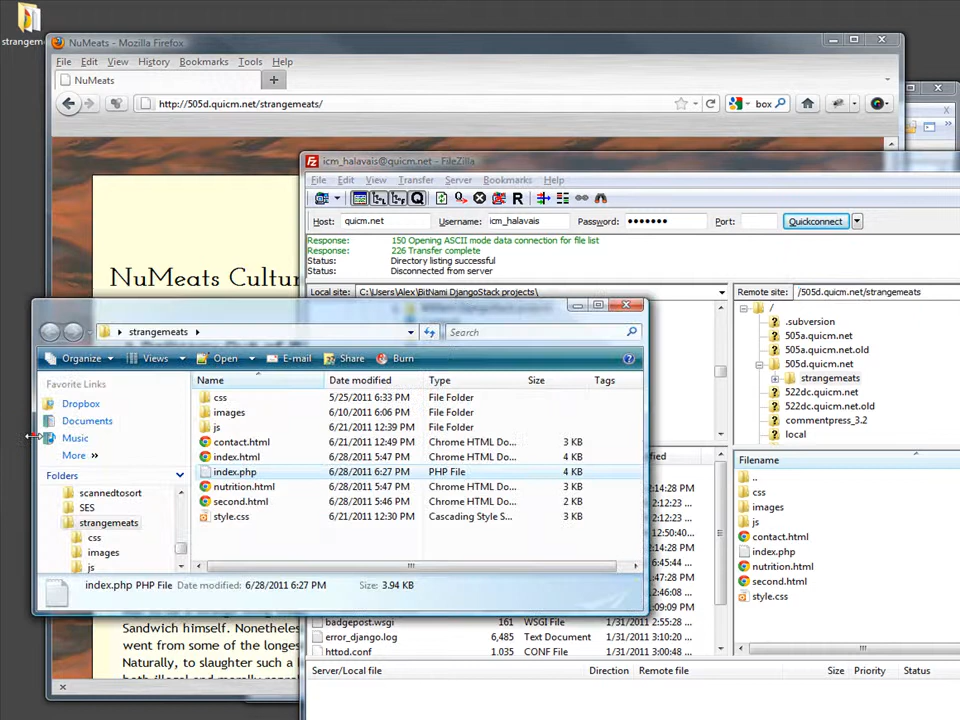 strangem
NuMeats - Mozilla Firefox
File Edit View History Bookmarks Tools Help
NuMeats
http://505d.quicm.net/strangemeats/
box
NuMeats Cultur
icm_halavais@quicm.net - FileZilla
File Edit View Transfer Server Bookmarks Help
Host: quicm.net Username: icm_halavais Password: ●●●●●●● Port: Quickconnect
Response: 150 Opening ASCII mode data connection for file list
Response: 226 Transfer complete
Status: Directory listing successful
Status: Disconnected from server
Local site: C:\Users\Alex\BitNami DjangoStack projects\
Remote site: /505d.quicm.net/strangemeats
/
.subversion
505a.quicm.net
505a.quicm.net.old
505d.quicm.net
strangemeats
522dc.quicm.net
522dc.quicm.net.old
commentpress_3.2
local
strangemeats
Search
Organize Views Open E-mail Share Burn
Favorite Links
Dropbox
Documents
Music
More »
Folders
scannedtosort
SES
strangemeats
css
images
js
Name Date modified Type Size Tags
css 5/25/2011 6:33 PM File Folder
images 6/10/2011 6:06 PM File Folder
js 6/21/2011 12:39 PM File Folder
contact.html 6/21/2011 12:49 PM Chrome HTML Do... 3 KB
index.html 6/28/2011 5:47 PM Chrome HTML Do... 4 KB
index.php 6/28/2011 6:27 PM PHP File 4 KB
nutrition.html 6/28/2011 5:47 PM Chrome HTML Do... 3 KB
second.html 6/28/2011 5:46 PM Chrome HTML Do... 2 KB
style.css 6/21/2011 12:30 PM Cascading Style S... 3 KB
index.php PHP File Date modified: 6/28/2011 6:27 PM Size: 3.94 KB
Filename
..
css
images
js
contact.html
index.php
nutrition.html
second.html
style.css
badgepost.wsgi 161 WSGI File 1/31/2011 2:55:28 ...
error_django.log 6,485 Text Document 1/31/2011 3:10:20 ...
httpd.conf 1,035 CONF File 1/31/2011 3:00:48 ...
Server/Local file Direction Remote file Size Priority Status
Sandwich himself. Nonetheles
went from some of the longes
Naturally, to slaughter such a l